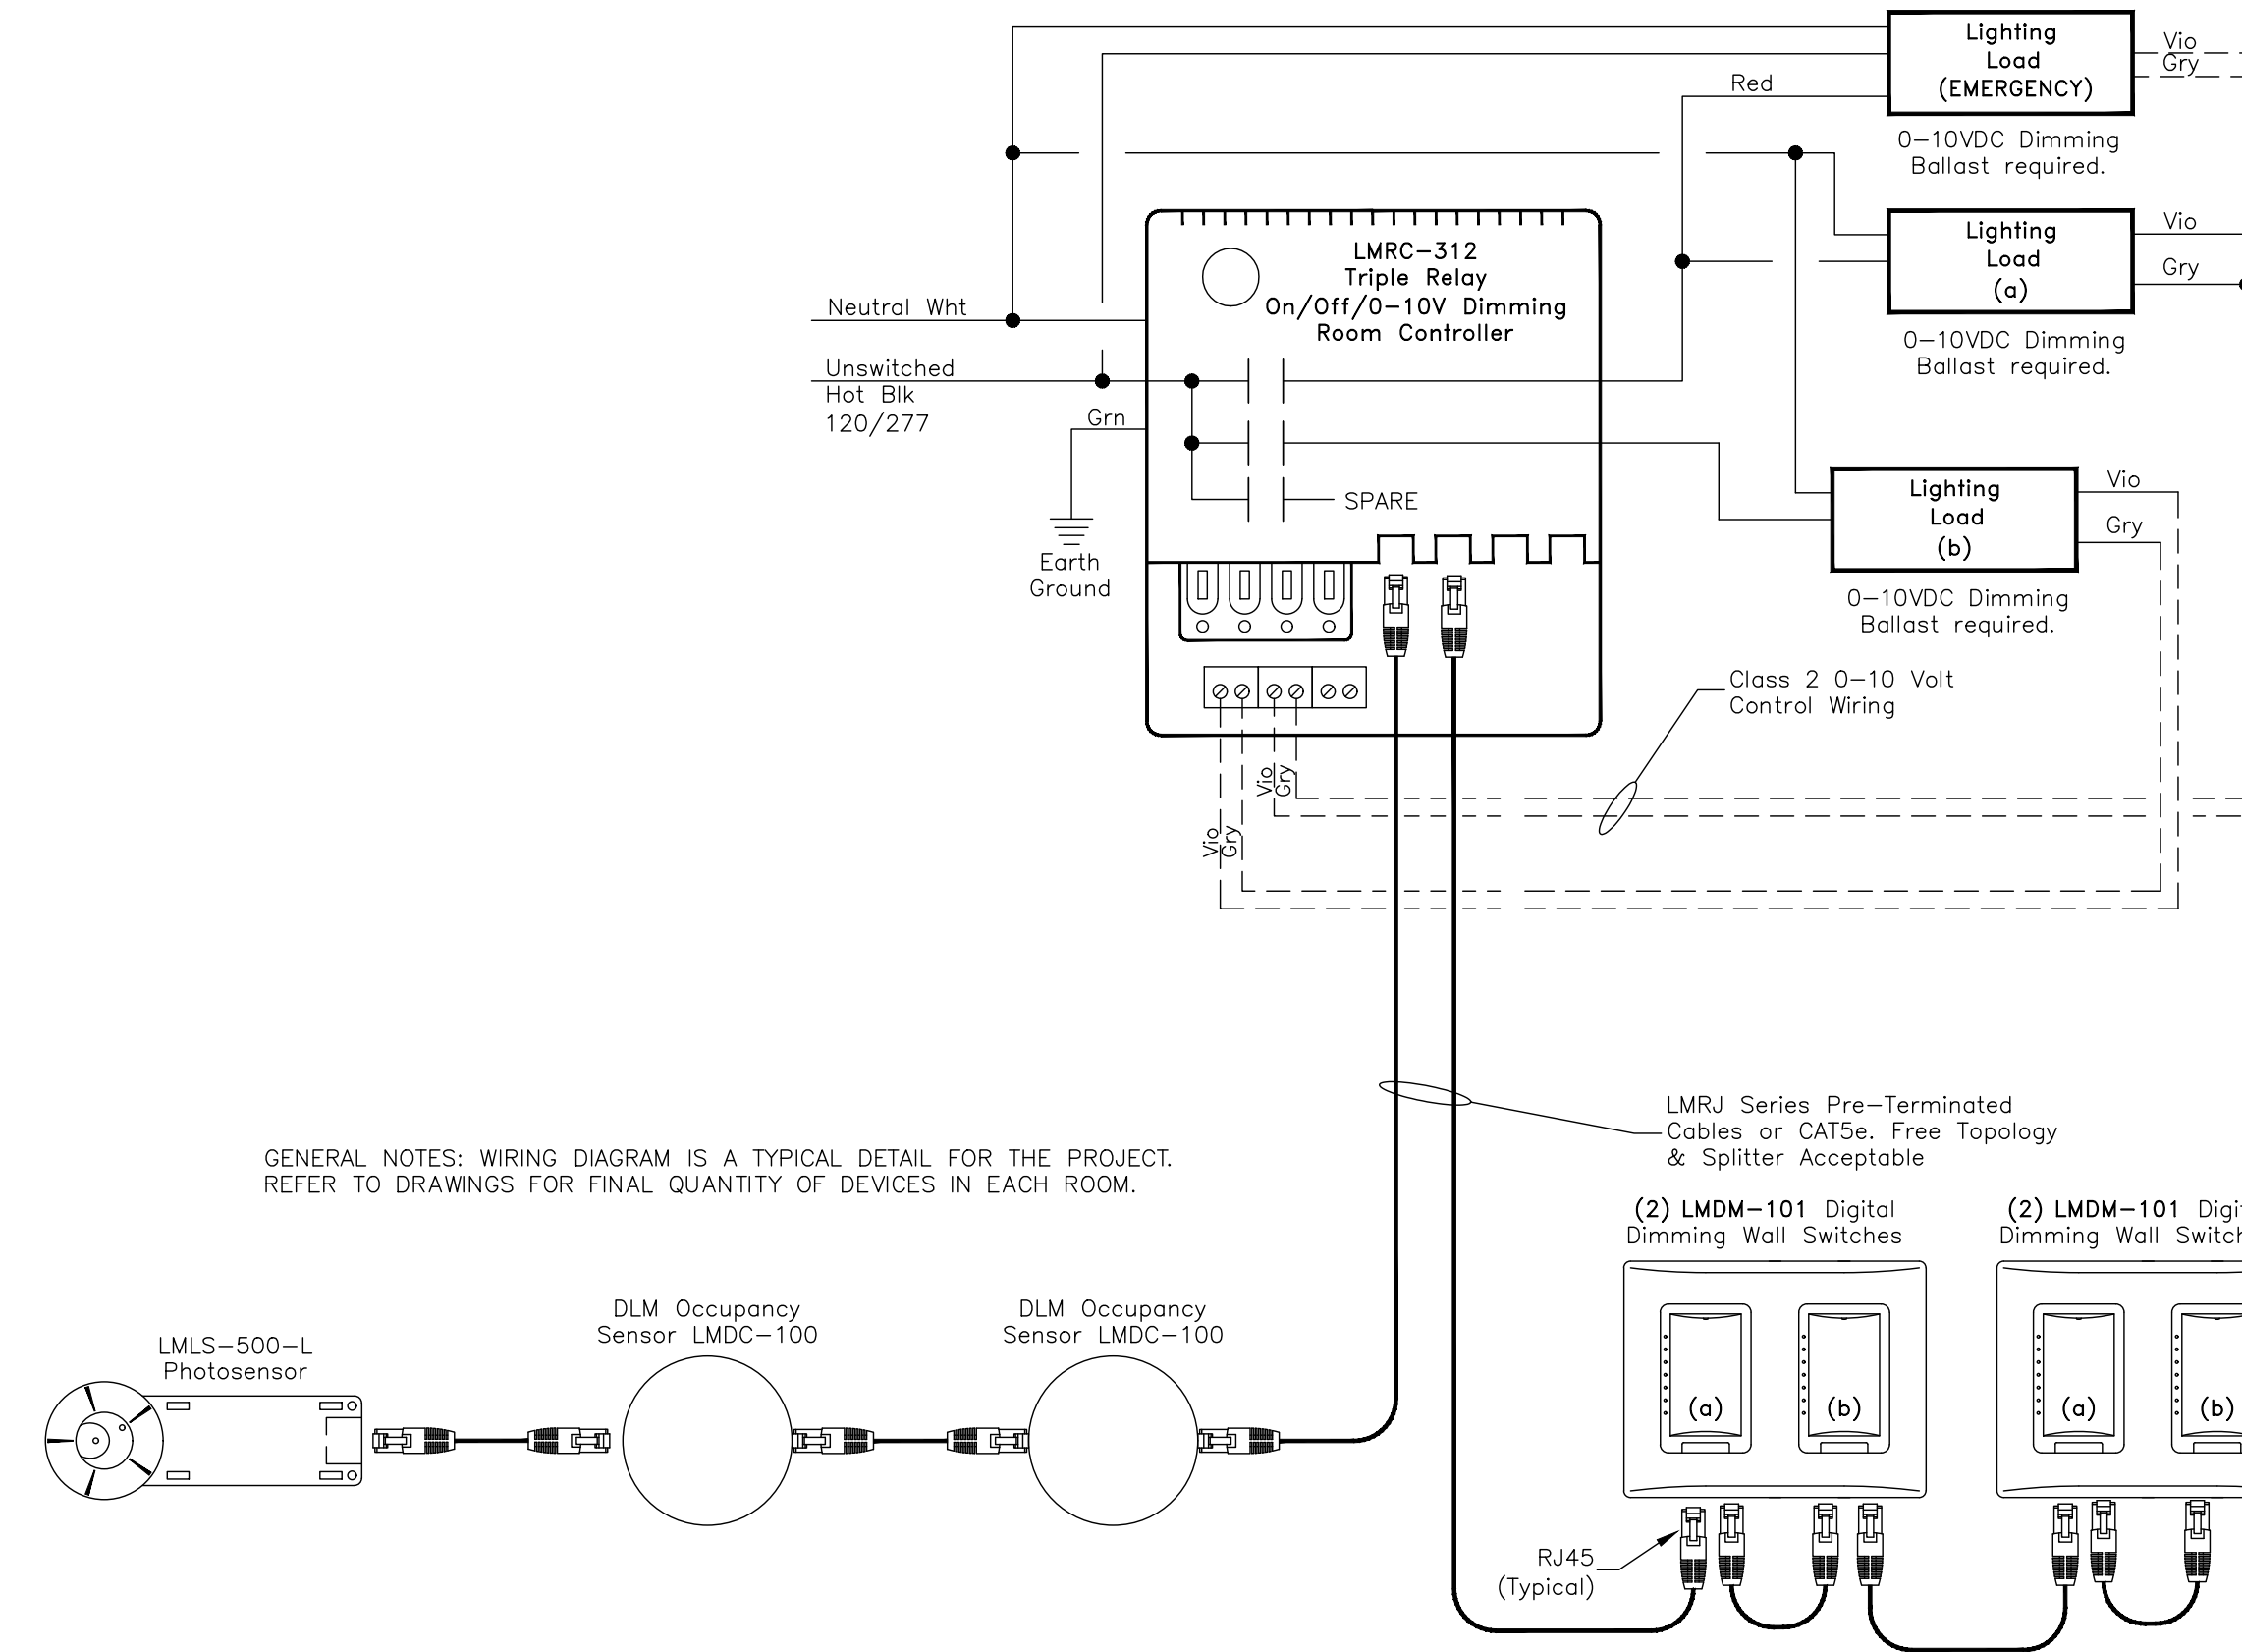 Lighting
Load
(EMERGENCY)
Vio
Gry
Red
0-10VDC Dimming
Ballast required.
LMRC-312
Triple Relay
On/Off/0-10V Dimming
Room Controller
Lighting
Load
(a)
Vio
Gry
0-10VDC Dimming
Ballast required.
Neutral Wht
Unswitched
Hot Blk
120/277
Grn
Earth
Ground
SPARE
Lighting
Load
(b)
Vio
Gry
0-10VDC Dimming
Ballast required.
Class 2 0-10 Volt
Control Wiring
Vio
Gry
Vio
Gry
LMRJ Series Pre-Terminated
Cables or CAT5e. Free Topology
& Splitter Acceptable
GENERAL NOTES: WIRING DIAGRAM IS A TYPICAL DETAIL FOR THE PROJECT.
REFER TO DRAWINGS FOR FINAL QUANTITY OF DEVICES IN EACH ROOM.
(2) LMDM-101 Digital
Dimming Wall Switches
(2) LMDM-101
Dimming Wall
LMLS-500-L
Photosensor
DLM Occupancy
Sensor LMDC-100
DLM Occupancy
Sensor LMDC-100
(a)
(b)
(a)
(b)
RJ45
(Typical)